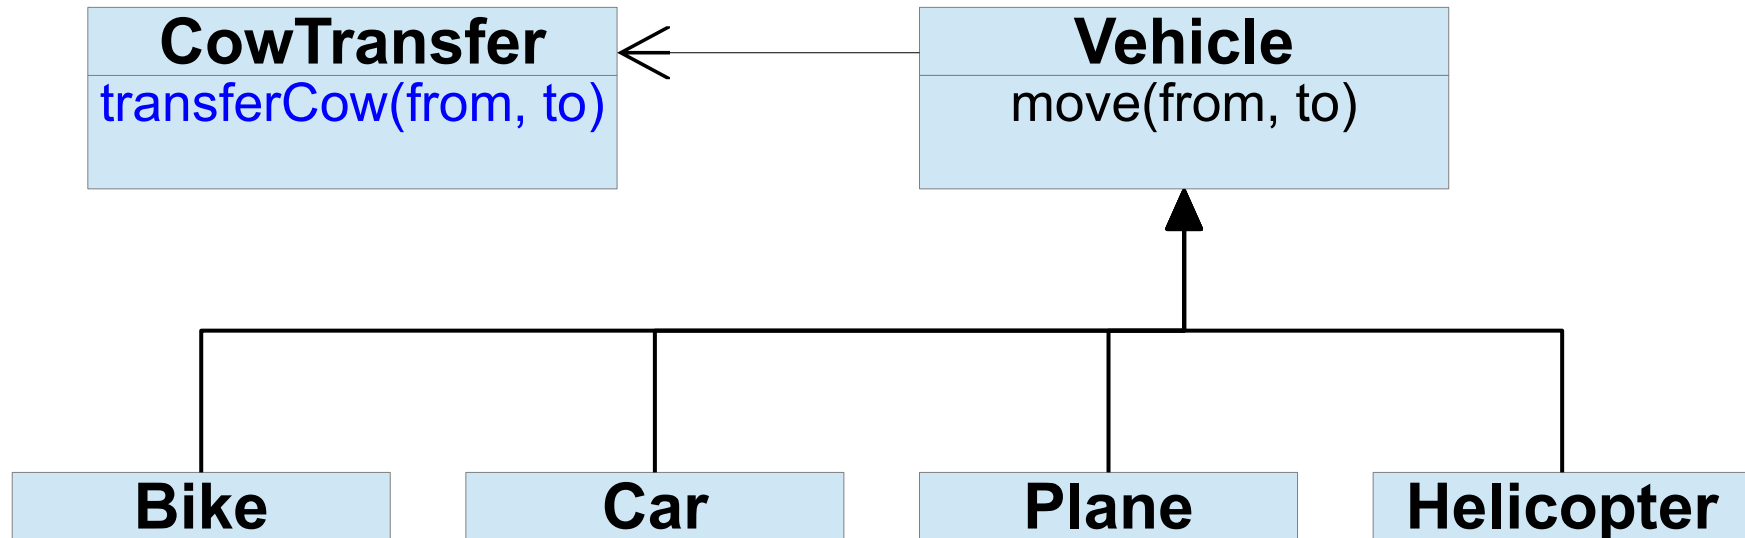 CowTransfer
transferCow(from, to)
Vehicle
move(from, to)
Bike
Car
Plane
Helicopter